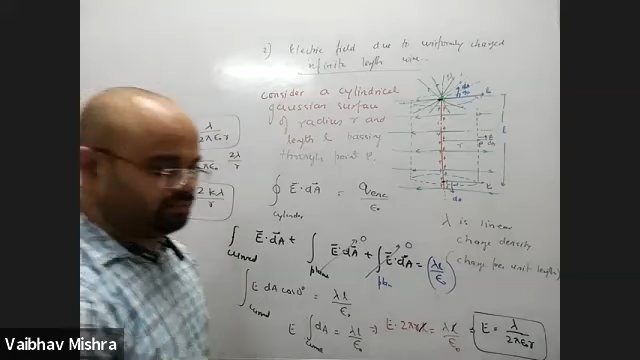 2) Electric field due to uniformly charged
infinite length wire
Consider a cylindrical
gaussian surface
of radius r and
length l passing
through point P.
∮ E⃗·dA⃗ = qenc/ε₀
Cylinder
∫ E⃗·dA⃗ + ∫ E⃗·dA⃗ + ∫ E⃗·dA⃗ = (λl/ε₀)
curved plane plane
0 0
∫ E dA cos0° = λl/ε₀
curved
E ∫ dA = λl/ε₀ ⇒ E·2πrl = λl/ε₀ ⇒ E = λ/2πε₀r
λ is linear
charge density
(charge per unit length)
λ/2πε₀r
2λ/r
2kλ/r
Vaibhav Mishra